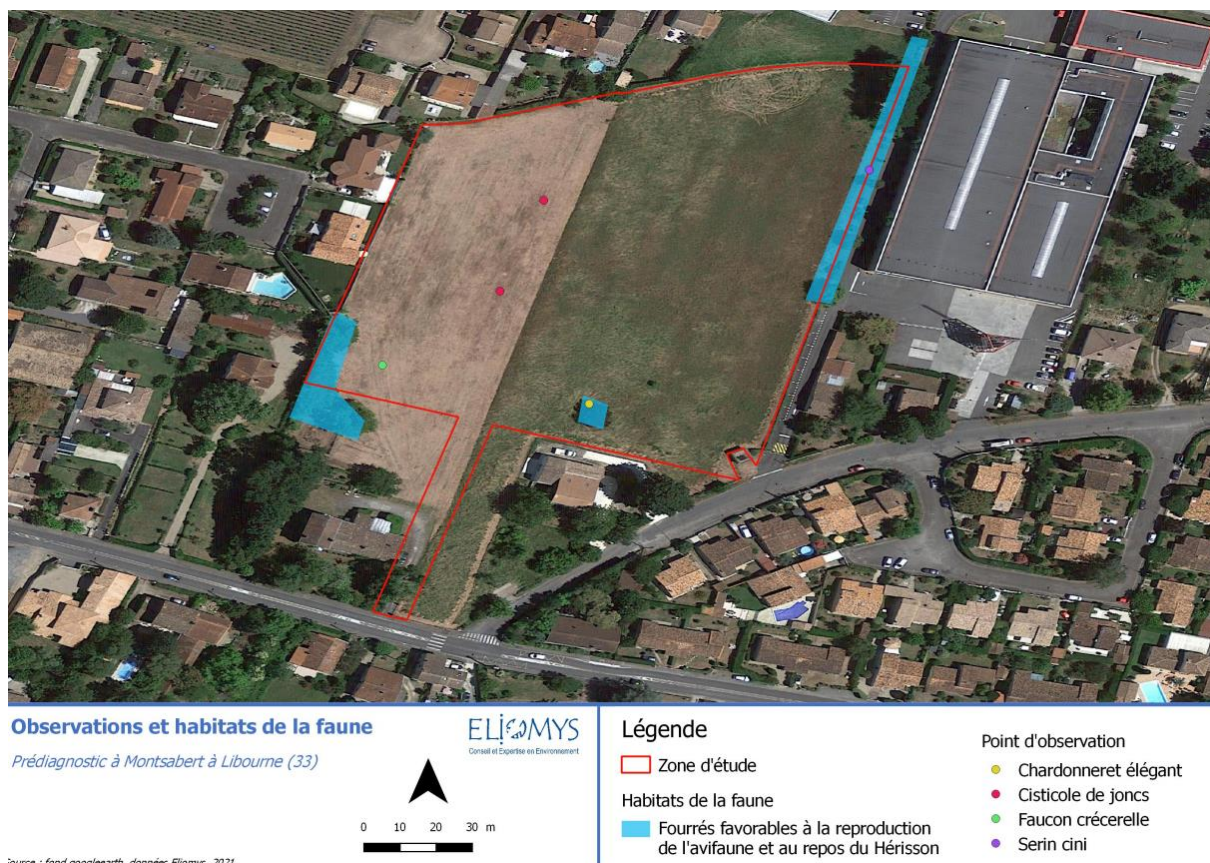 Observations et habitats de la faune
Prédiagnostic à Montsabert à Libourne (33)
ELIOMYS
Conseil et Expertise en Environnement
0 10 20 30 m
Source : fond googleearth, données Eliomys, 2021
Légende
Zone d'étude
Habitats de la faune
Fourrés favorables à la reproduction
de l'avifaune et au repos du Hérisson
Point d'observation
Chardonneret élégant
Cisticole de joncs
Faucon crécerelle
Serin cini